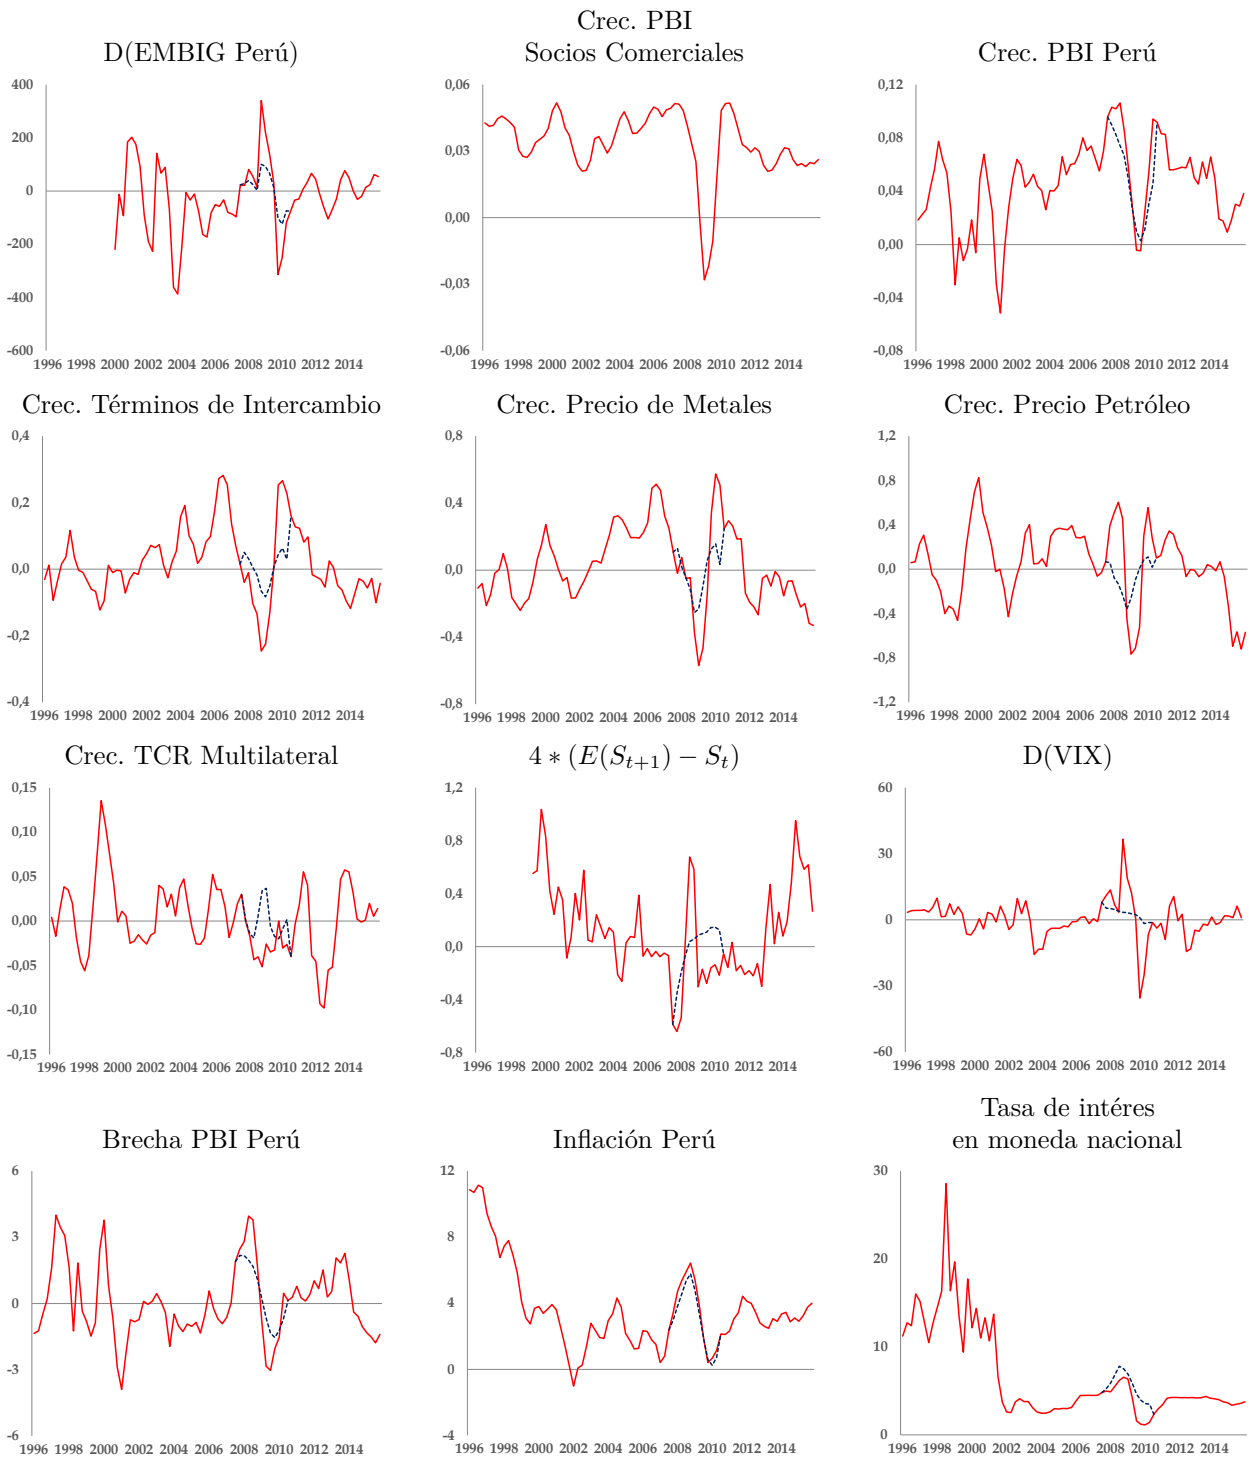 D(EMBIG Perú)
400
200
0
-200
-400
-600
1996 1998 2000 2002 2004 2006 2008 2010 2012 2014
Crec. PBI
Socios Comerciales
0,06
0,03
0,00
-0,03
-0,06
1996 1998 2000 2002 2004 2006 2008 2010 2012 2014
Crec. PBI Perú
0,12
0,08
0,04
0,00
-0,04
-0,08
1996 1998 2000 2002 2004 2006 2008 2010 2012 2014
Crec. Términos de Intercambio
0,4
0,2
0,0
-0,2
-0,4
1996 1998 2000 2002 2004 2006 2008 2010 2012 2014
Crec. Precio de Metales
0,8
0,4
0,0
-0,4
-0,8
1996 1998 2000 2002 2004 2006 2008 2010 2012 2014
Crec. Precio Petróleo
1,2
0,8
0,4
0,0
-0,4
-0,8
-1,2
1996 1998 2000 2002 2004 2006 2008 2010 2012 2014
Crec. TCR Multilateral
0,15
0,10
0,05
0,00
-0,05
-0,10
-0,15
1996 1998 2000 2002 2004 2006 2008 2010 2012 2014
4 ∗ (E(S_{t+1}) − S_t)
1,2
0,8
0,4
0,0
-0,4
-0,8
1996 1998 2000 2002 2004 2006 2008 2010 2012 2014
D(VIX)
60
30
0
-30
-60
1996 1998 2000 2002 2004 2006 2008 2010 2012 2014
Brecha PBI Perú
6
3
0
-3
-6
1996 1998 2000 2002 2004 2006 2008 2010 2012 2014
Inflación Perú
12
8
4
0
-4
1996 1998 2000 2002 2004 2006 2008 2010 2012 2014
Tasa de intéres
en moneda nacional
30
20
10
0
1996 1998 2000 2002 2004 2006 2008 2010 2012 2014